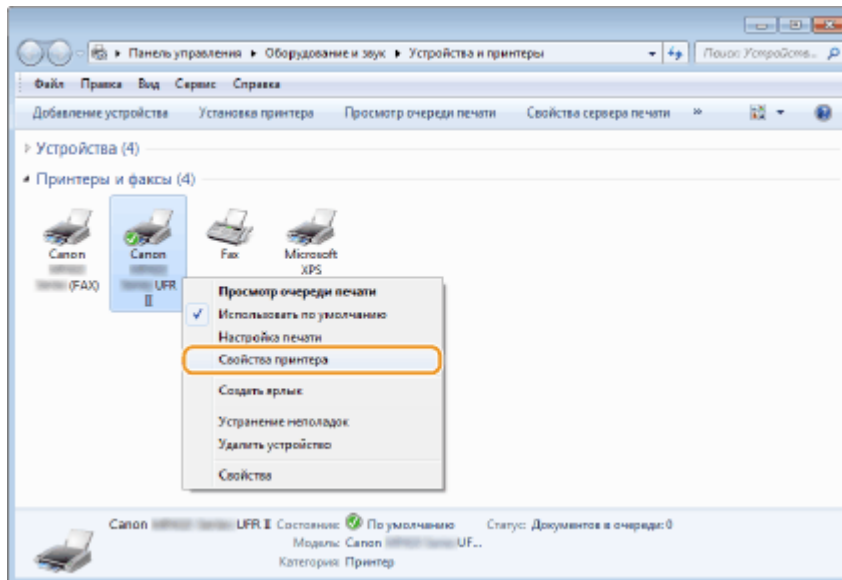 Панель управления ▸ Оборудование и звук ▸ Устройства и принтеры
Поиск: Устройств...
Файл Правка Вид Сервис Справка
Добавление устройства Установка принтера Просмотр очереди печати Свойства сервера печати »
Устройства (4)
Принтеры и факсы (4)
Canon Canon Fax Microsoft
(FAX) UFR XPS
II
Просмотр очереди печати
Использовать по умолчанию
Настройка печати
Свойства принтера
Создать ярлык
Устранение неполадок
Удалить устройство
Свойства
Canon UFR II Состояние: По умолчанию Статус: Документов в очереди: 0
Модель: Canon UF...
Категория: Принтер